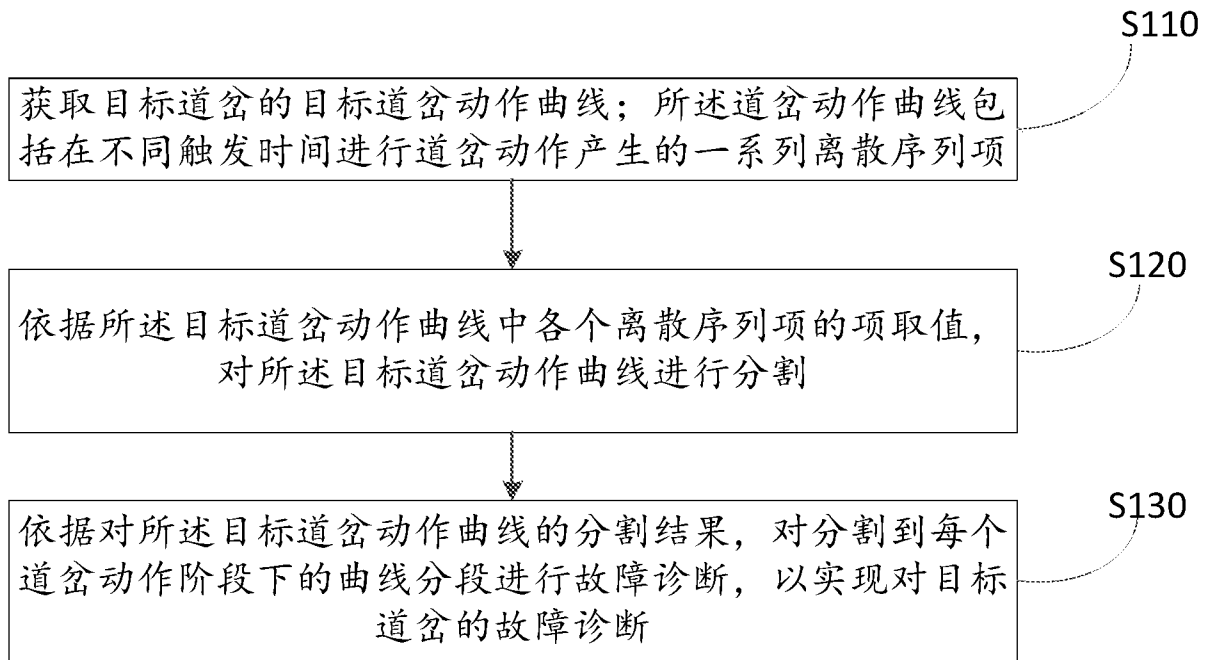 S110
获取目标道岔的目标道岔动作曲线；所述道岔动作曲线包
括在不同触发时间进行道岔动作产生的一系列离散序列项
S120
依据所述目标道岔动作曲线中各个离散序列项的项取值，
对所述目标道岔动作曲线进行分割
S130
依据对所述目标道岔动作曲线的分割结果，对分割到每个
道岔动作阶段下的曲线分段进行故障诊断，以实现对目标
道岔的故障诊断